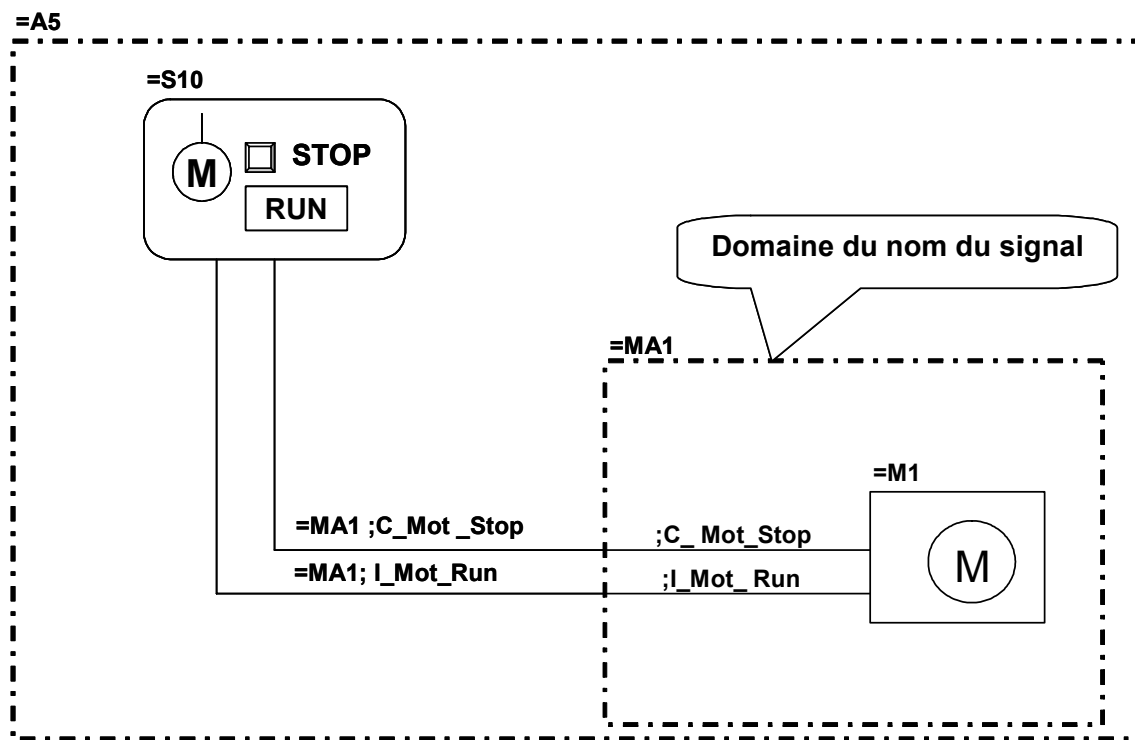 =A5
=S10
M
STOP
RUN
Domaine du nom du signal
=MA1
=M1
=MA1 ;C_Mot _Stop
;C_ Mot_Stop
=MA1; I_Mot_Run
;I_Mot_ Run
M